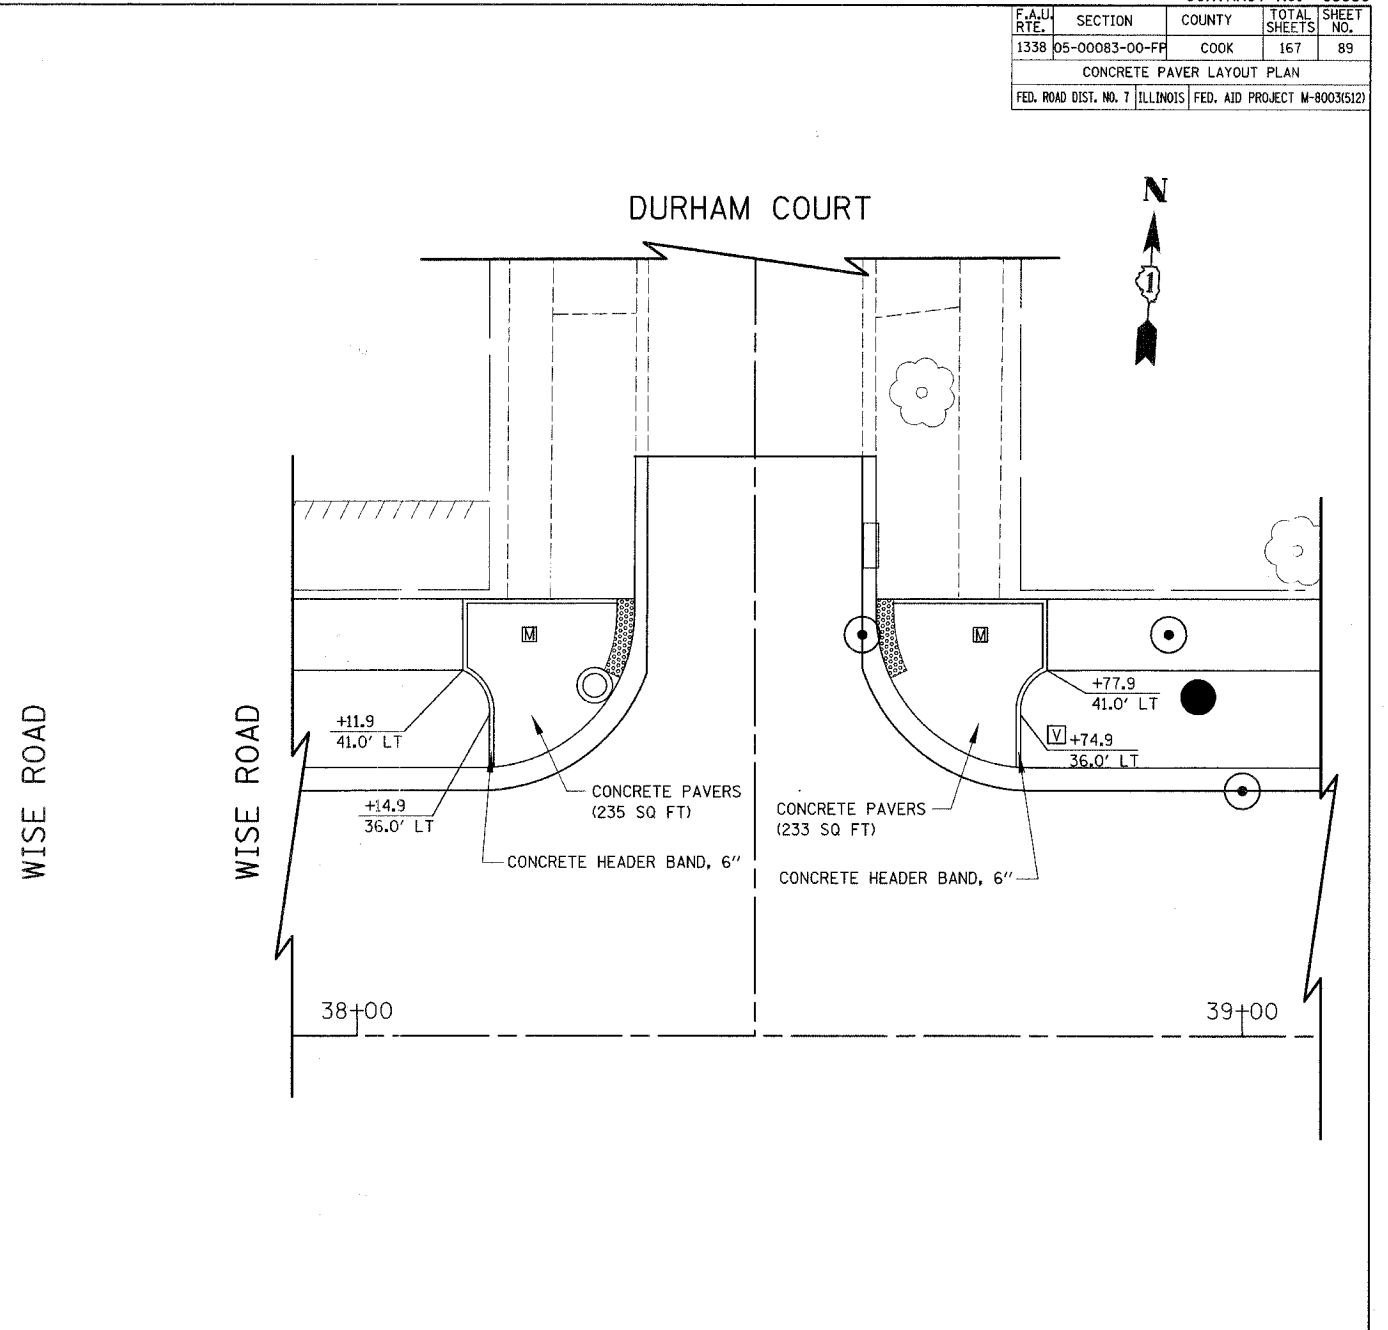 F.A.U. RTE. SECTION COUNTY TOTAL SHEETS SHEET NO.
1338 05-00083-00-FP COOK 167 89
CONCRETE PAVER LAYOUT PLAN
FED. ROAD DIST. NO. 7 ILLINOIS FED. AID PROJECT M-8003(512)
DURHAM COURT
N
1
M
M
+77.9
41.0' LT
+11.9
41.0' LT
V +74.9
36.0' LT
WISE ROAD
WISE ROAD
+14.9
36.0' LT
CONCRETE PAVERS
(235 SQ FT)
CONCRETE PAVERS
(233 SQ FT)
CONCRETE HEADER BAND, 6"
CONCRETE HEADER BAND, 6"
38+00
39+00